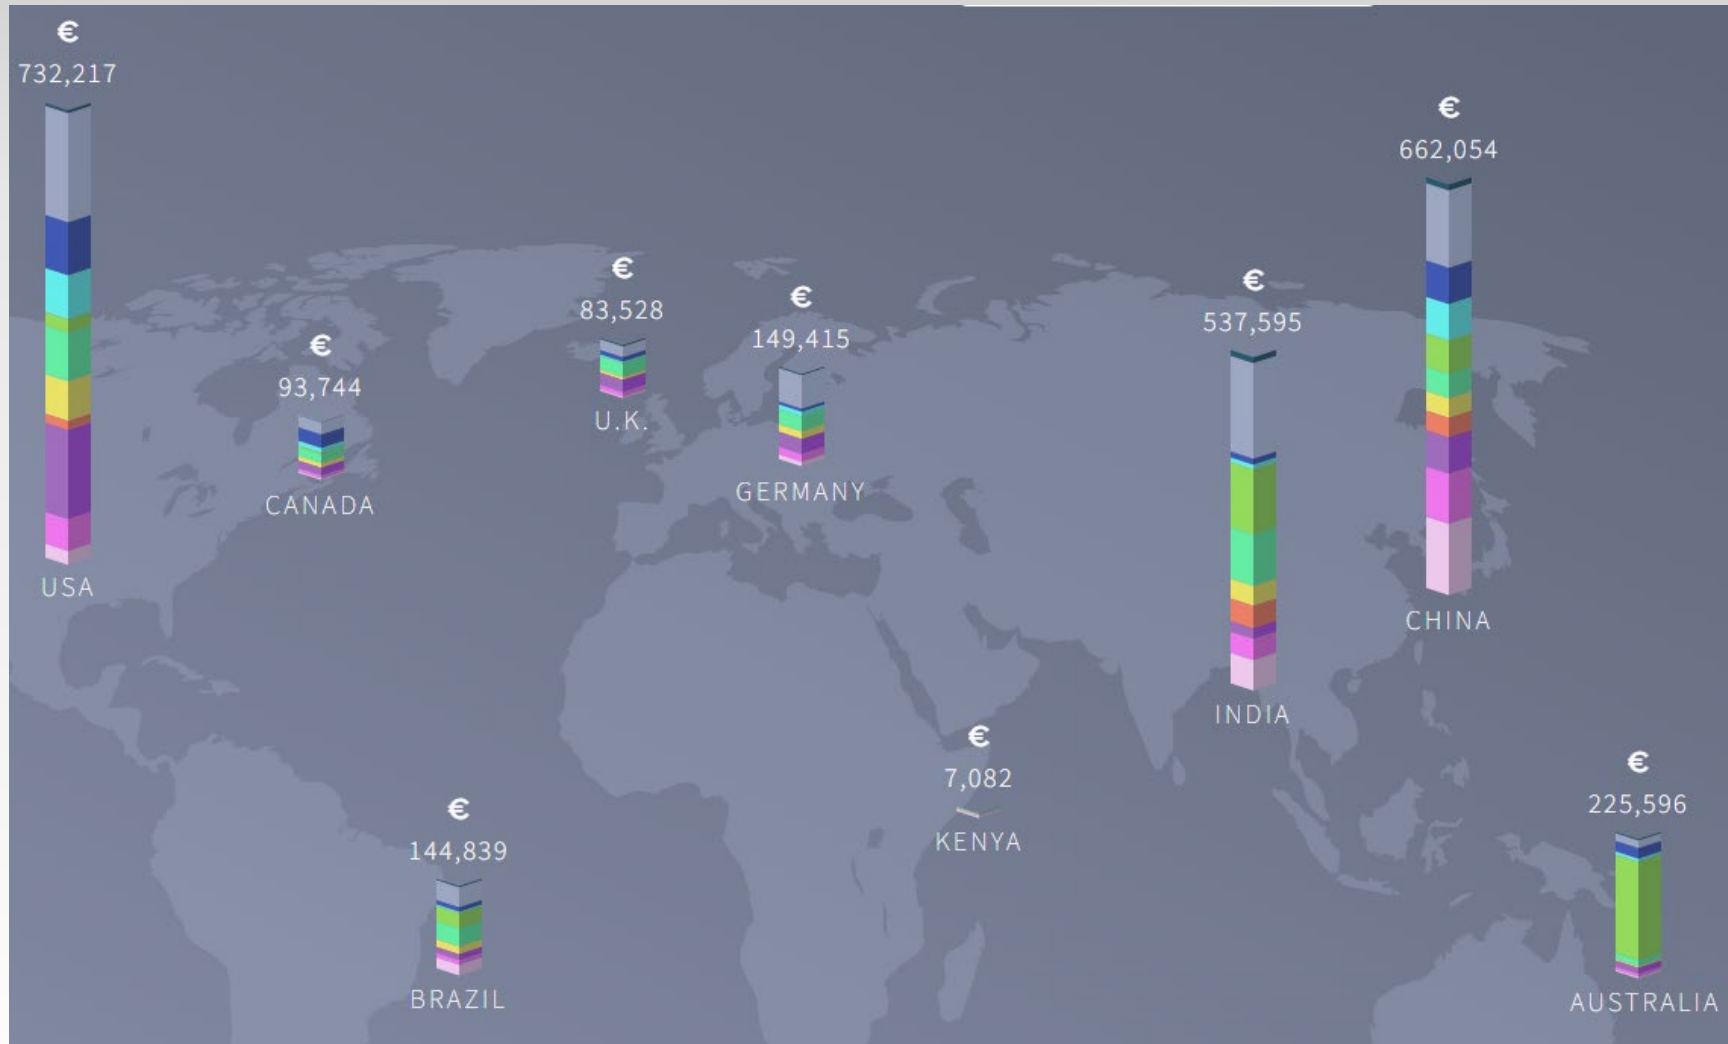 €
732,217
USA
€
93,744
CANADA
€
83,528
U.K.
€
149,415
GERMANY
€
537,595
INDIA
€
662,054
CHINA
€
144,839
BRAZIL
€
7,082
KENYA
€
225,596
AUSTRALIA